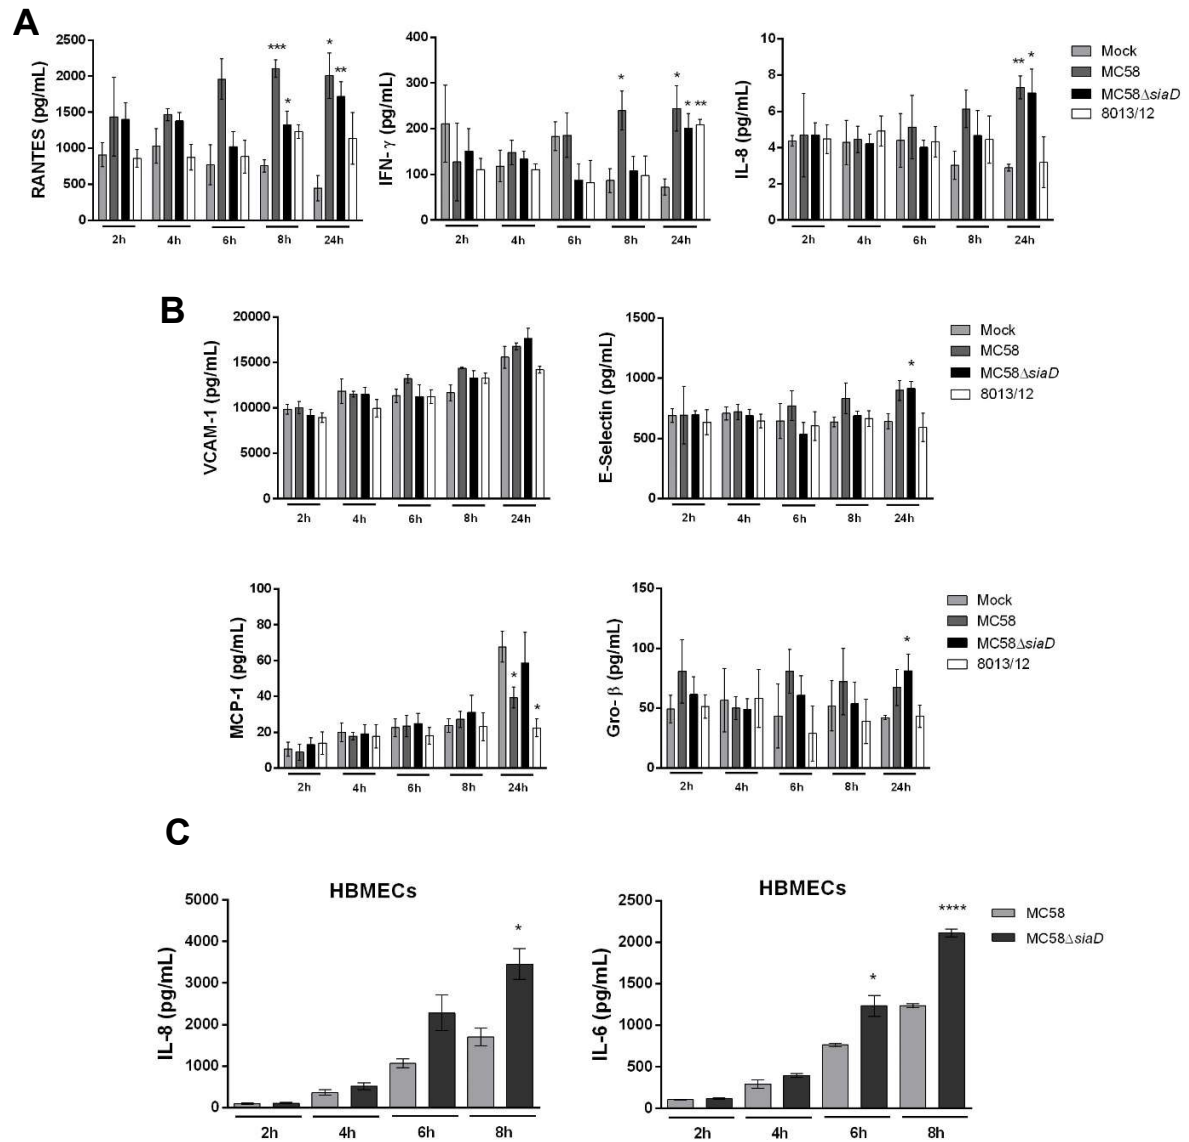 A
RANTES (pg/mL)
2500
2000
1500
1000
500
0
***
*
*
**
2h 4h 6h 8h 24h
IFN-γ (pg/mL)
400
300
200
100
0
*
*
* **
2h 4h 6h 8h 24h
IL-8 (pg/mL)
10
8
6
4
2
0
** *
2h 4h 6h 8h 24h
Mock
MC58
MC58ΔsiaD
8013/12
B
VCAM-1 (pg/mL)
20000
15000
10000
5000
0
2h 4h 6h 8h 24h
E-Selectin (pg/mL)
1500
1000
500
0
*
2h 4h 6h 8h 24h
Mock
MC58
MC58ΔsiaD
8013/12
MCP-1 (pg/mL)
100
80
60
40
20
0
*
*
2h 4h 6h 8h 24h
Gro-β (pg/mL)
150
100
50
0
*
2h 4h 6h 8h 24h
Mock
MC58
MC58ΔsiaD
8013/12
C
HBMECs
IL-8 (pg/mL)
5000
4000
3000
2000
1000
0
*
2h 4h 6h 8h
HBMECs
IL-6 (pg/mL)
2500
2000
1500
1000
500
0
****
*
2h 4h 6h 8h
MC58
MC58ΔsiaD